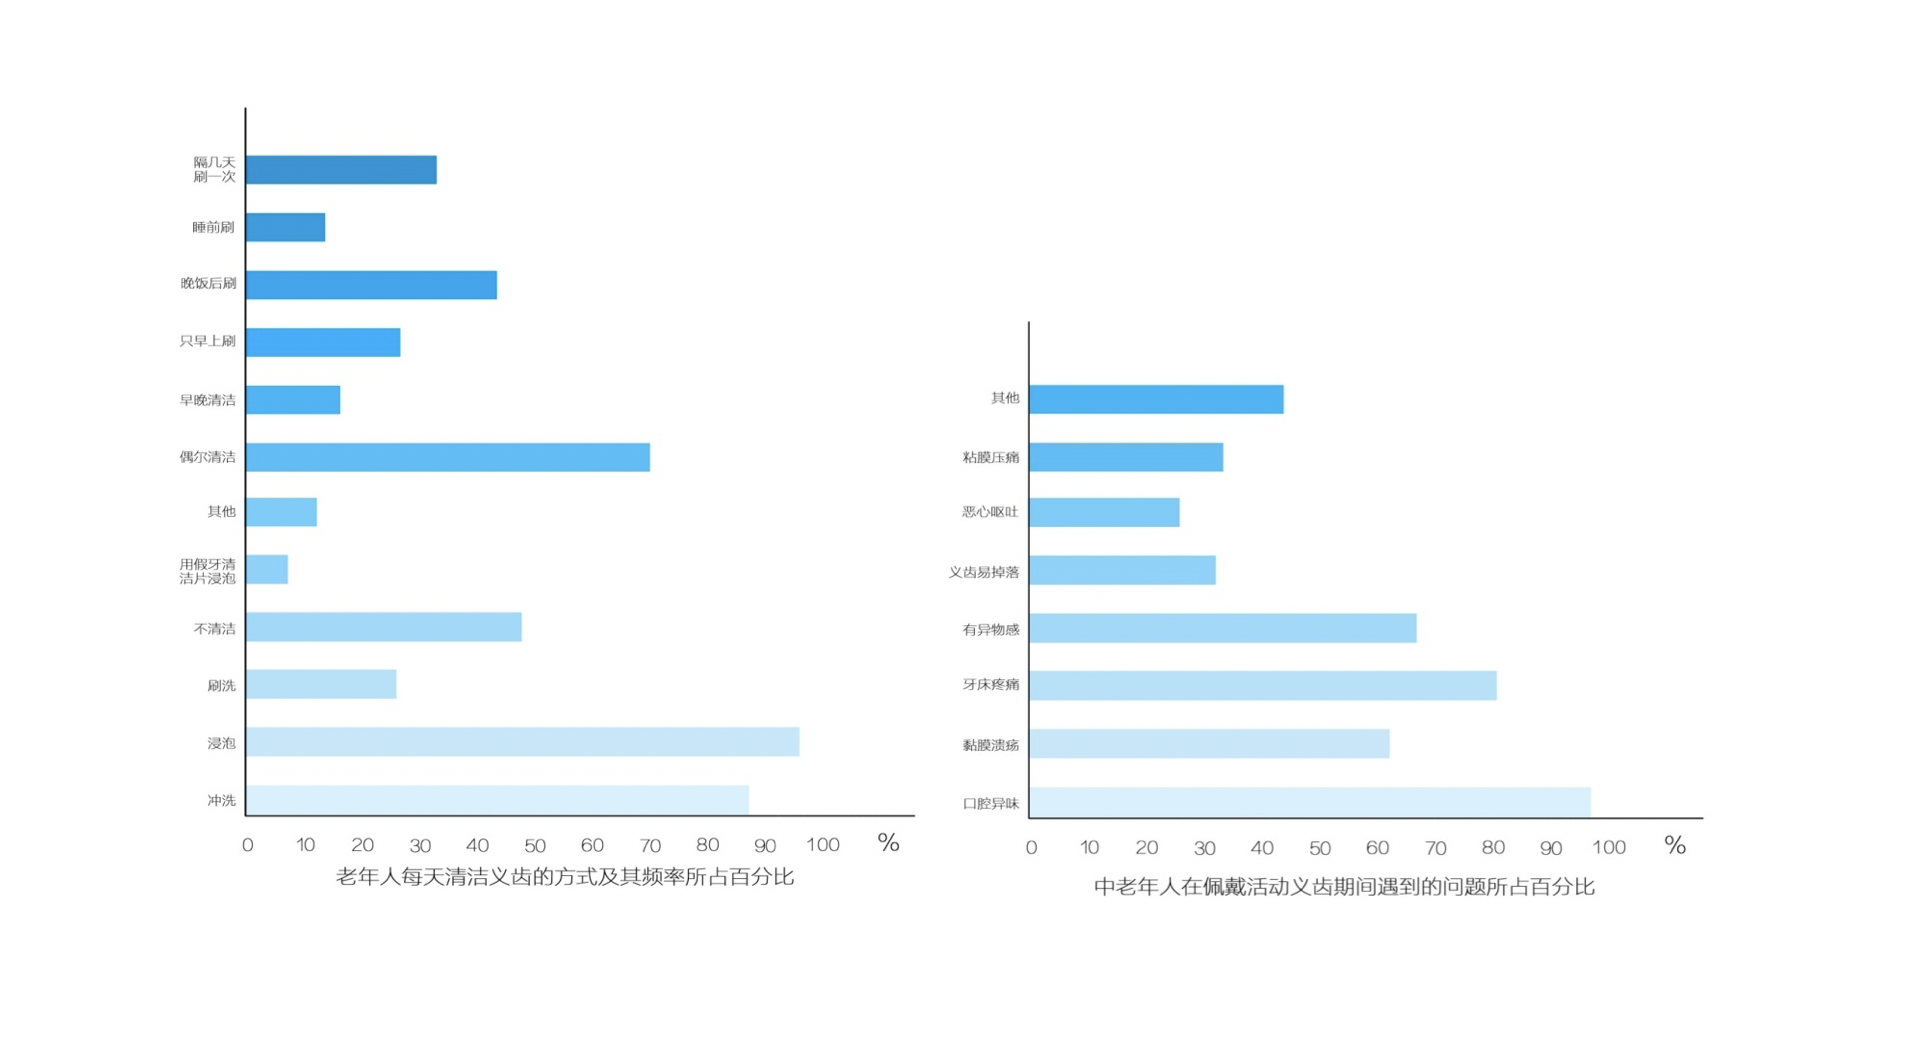 隔几天
刷一次
睡前刷
晚饭后刷
只早上刷
早晚清洁
偶尔清洁
其他
用假牙清
洁片浸泡
不清洁
刷洗
浸泡
冲洗
0 10 20 30 40 50 60 70 80 90 100 %
老年人每天清洁义齿的方式及其频率所占百分比
其他
粘膜压痛
恶心呕吐
义齿易掉落
有异物感
牙床疼痛
黏膜溃疡
口腔异味
0 10 20 30 40 50 60 70 80 90 100 %
中老年人在佩戴活动义齿期间遇到的问题所占百分比